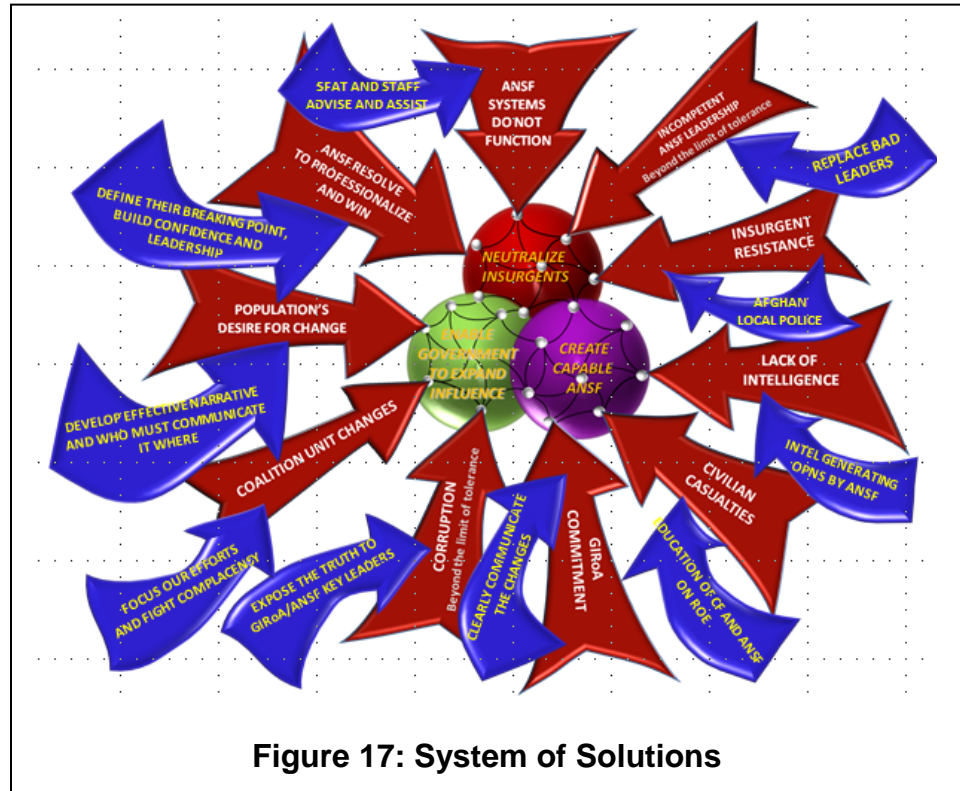 SFAT AND STAFF
ADVISE AND ASSIST
ANSF
SYSTEMS
DO NOT
FUNCTION
INCOMPETENT
ANSF LEADERSHIP
Beyond the limit of tolerance
REPLACE BAD
LEADERS
ANSF RESOLVE
TO PROFESSIONALIZE
AND WIN
DEFINE THEIR BREAKING POINT,
BUILD CONFIDENCE AND
LEADERSHIP
INSURGENT
RESISTANCE
NEUTRALIZE
INSURGENTS
POPULATION'S
DESIRE FOR CHANGE
AFGHAN
LOCAL POLICE
ENABLE
GOVERNMENT
TO EXPAND
INFLUENCE
CREATE
CAPABLE
ANSF
LACK OF
INTELLIGENCE
DEVELOP EFFECTIVE NARRATIVE
AND WHO MUST COMMUNICATE
IT WHERE
COALITION UNIT CHANGES
INTEL GENERATING
OPNS BY ANSF
CIVILIAN
CASUALTIES
CORRUPTION
Beyond the limit of tolerance
GIRoA
COMMITMENT
FOCUS OUR EFFORTS
AND FIGHT COMPLACENSY
EXPOSE THE TRUTH TO
GIRoA/ANSF KEY LEADERS
CLEARLY COMMUNICATE
THE CHANGES
EDUCATION OF CF AND ANSF
ON ROE
Figure 17: System of Solutions